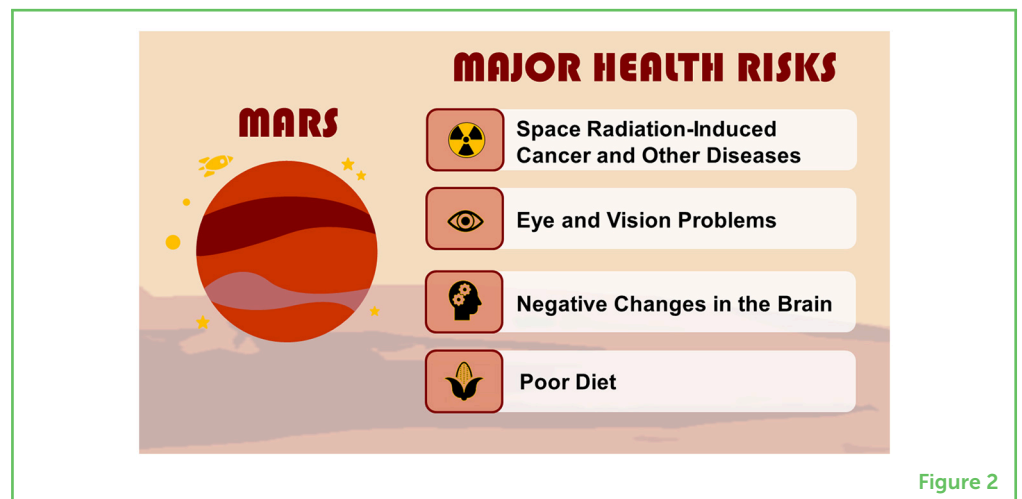 MAJOR HEALTH RISKS
MARS
Space Radiation-Induced
Cancer and Other Diseases
Eye and Vision Problems
Negative Changes in the Brain
Poor Diet
Figure 2